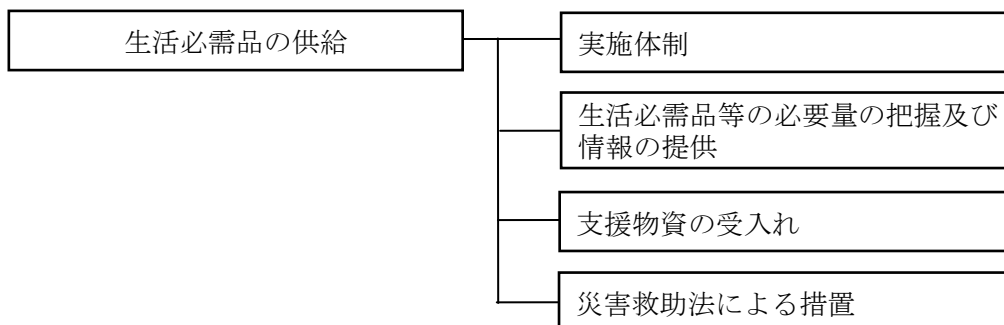 生活必需品の供給
実施体制
生活必需品等の必要量の把握及び
情報の提供
支援物資の受入れ
災害救助法による措置